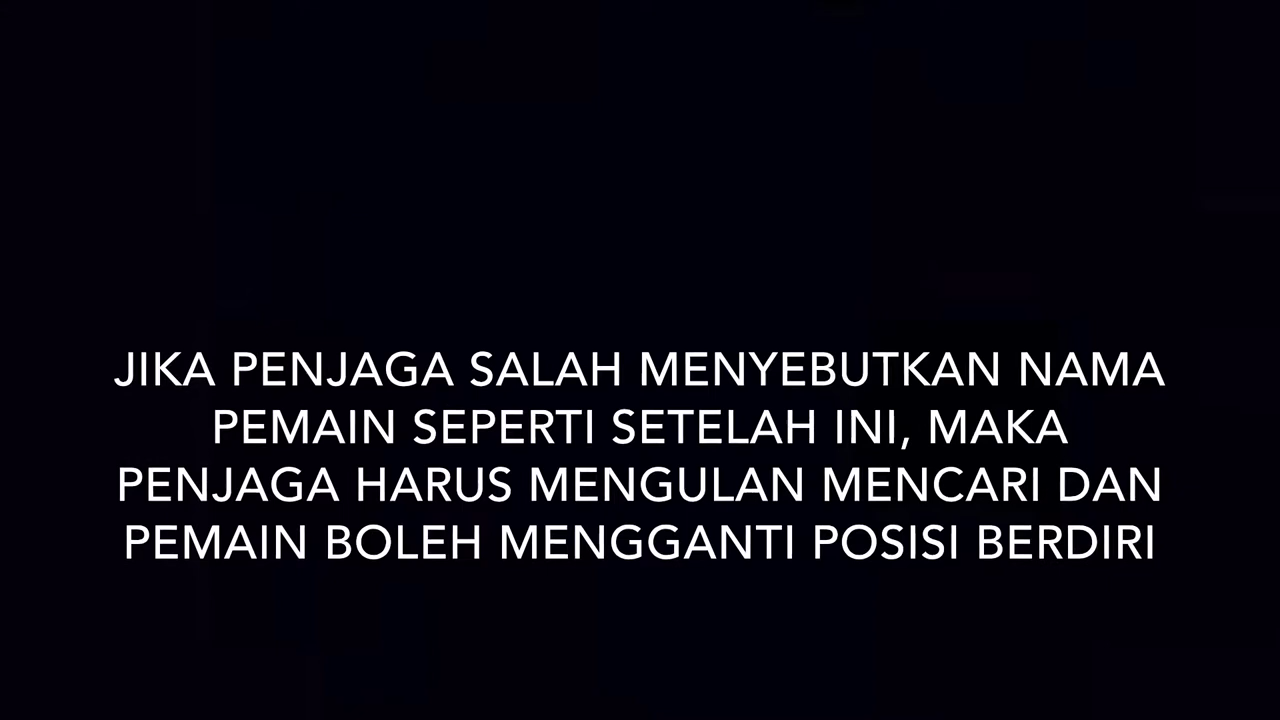 JIKA PENJAGA SALAH MENYEBUTKAN NAMA
PEMAIN SEPERTI SETELAH INI, MAKA
PENJAGA HARUS MENGULAN MENCARI DAN
PEMAIN BOLEH MENGGANTI POSISI BERDIRI